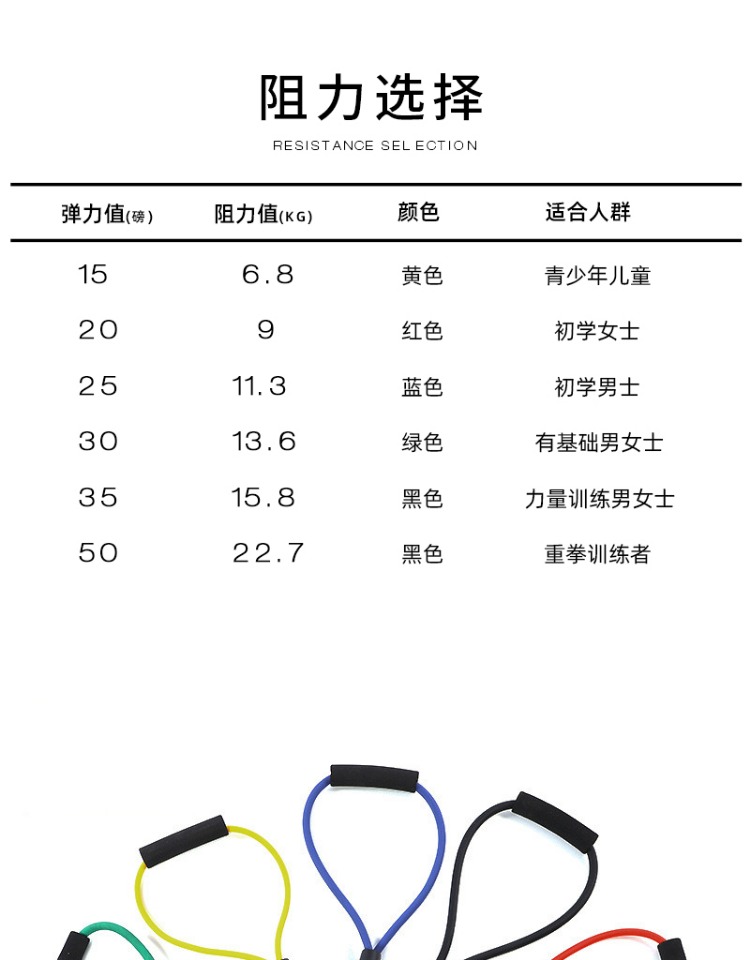 阻力选择
RESISTANCE SELECTION
弹力值(磅) 阻力值(KG) 颜色 适合人群
15 6.8 黄色 青少年儿童
20 9 红色 初学女士
25 11.3 蓝色 初学男士
30 13.6 绿色 有基础男女士
35 15.8 黑色 力量训练男女士
50 22.7 黑色 重拳训练者